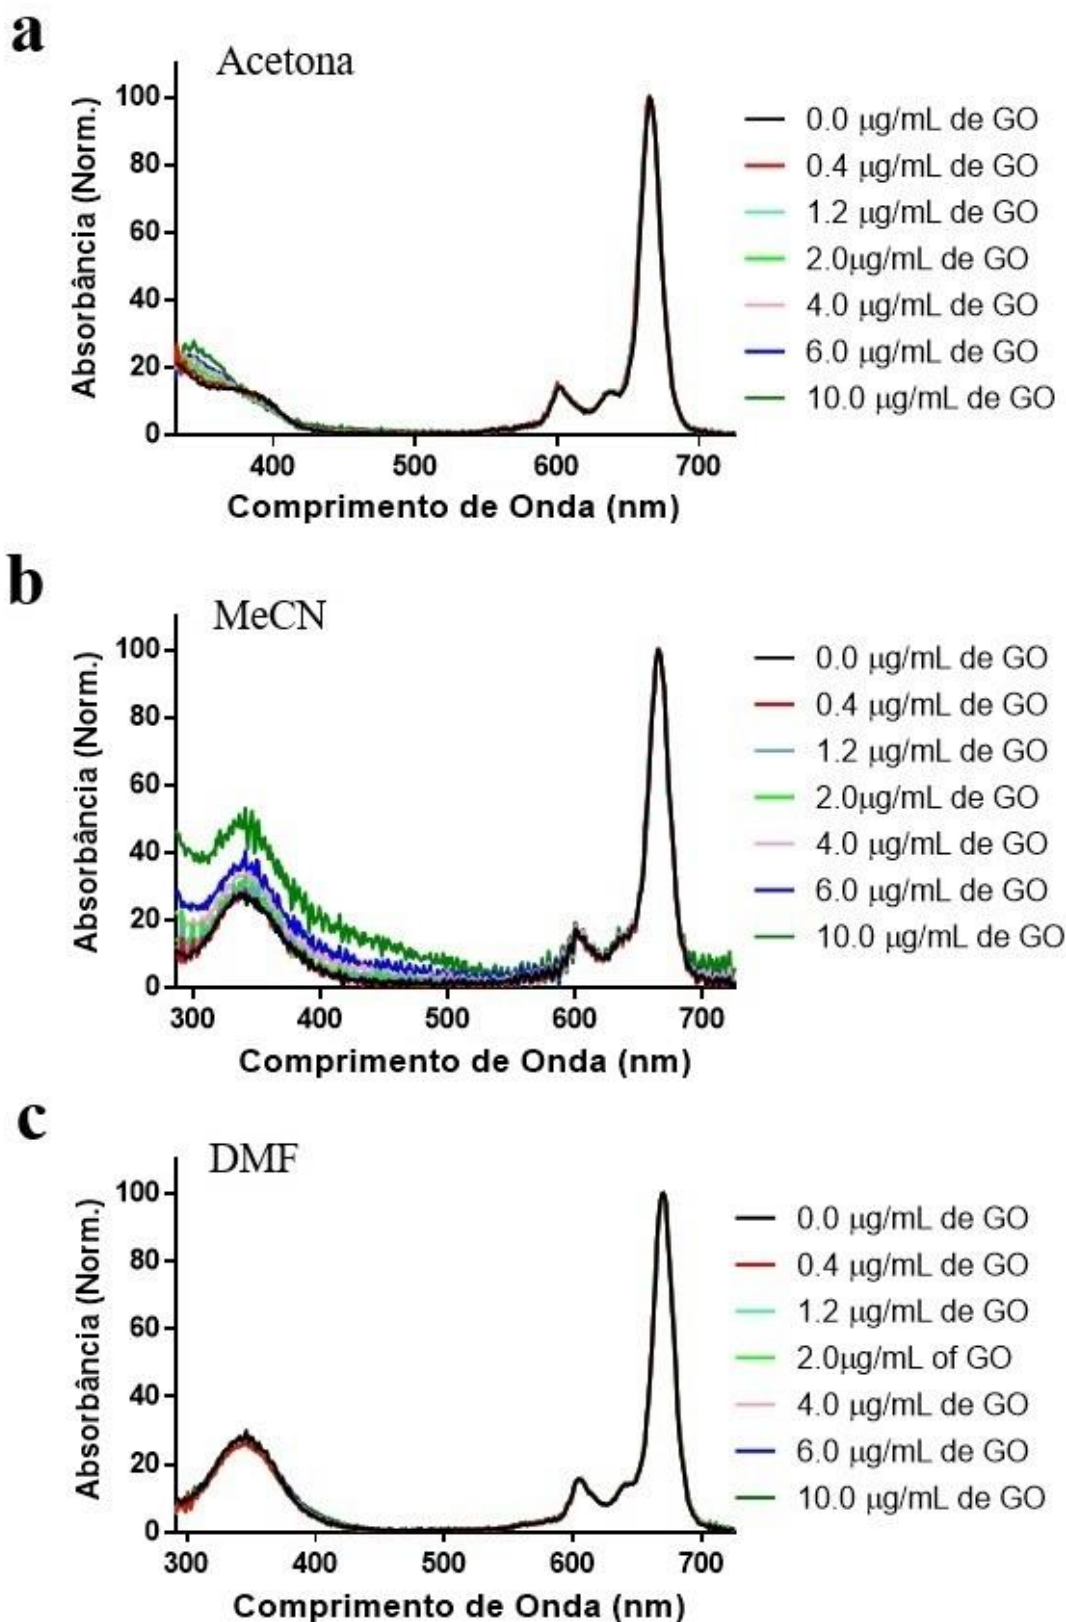 a
Acetona
Absorbância (Norm.)
100
80
60
40
20
0
400 500 600 700
Comprimento de Onda (nm)
0.0 µg/mL de GO
0.4 µg/mL de GO
1.2 µg/mL de GO
2.0µg/mL de GO
4.0 µg/mL de GO
6.0 µg/mL de GO
10.0 µg/mL de GO
b
MeCN
Absorbância (Norm.)
100
80
60
40
20
0
300 400 500 600 700
Comprimento de Onda (nm)
0.0 µg/mL de GO
0.4 µg/mL de GO
1.2 µg/mL de GO
2.0µg/mL de GO
4.0 µg/mL de GO
6.0 µg/mL de GO
10.0 µg/mL de GO
c
DMF
Absorbância (Norm.)
100
80
60
40
20
0
300 400 500 600 700
Comprimento de Onda (nm)
0.0 µg/mL de GO
0.4 µg/mL de GO
1.2 µg/mL de GO
2.0µg/mL of GO
4.0 µg/mL de GO
6.0 µg/mL de GO
10.0 µg/mL de GO